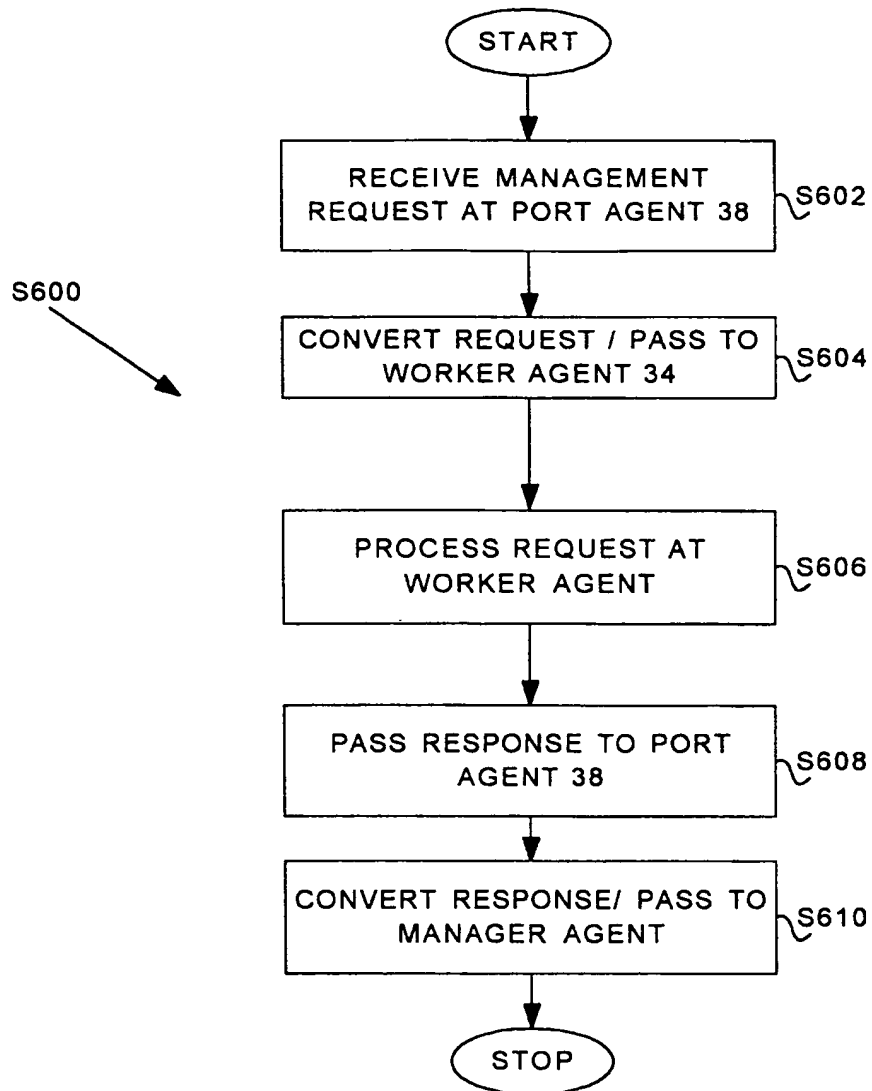 START
RECEIVE MANAGEMENT
REQUEST AT PORT AGENT 38
S602
S600
CONVERT REQUEST / PASS TO
WORKER AGENT 34
S604
PROCESS REQUEST AT
WORKER AGENT
S606
PASS RESPONSE TO PORT
AGENT 38
S608
CONVERT RESPONSE/ PASS TO
MANAGER AGENT
S610
STOP